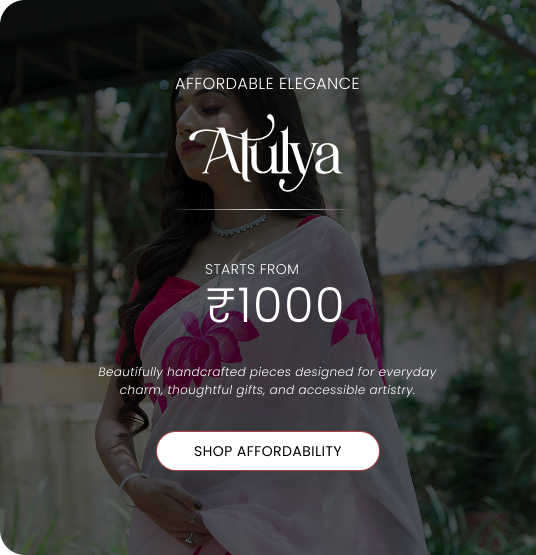 AFFORDABLE ELEGANCE
Atulya
STARTS FROM
₹1000
Beautifully handcrafted pieces designed for everyday
charm, thoughtful gifts, and accessible artistry.
SHOP AFFORDABILITY